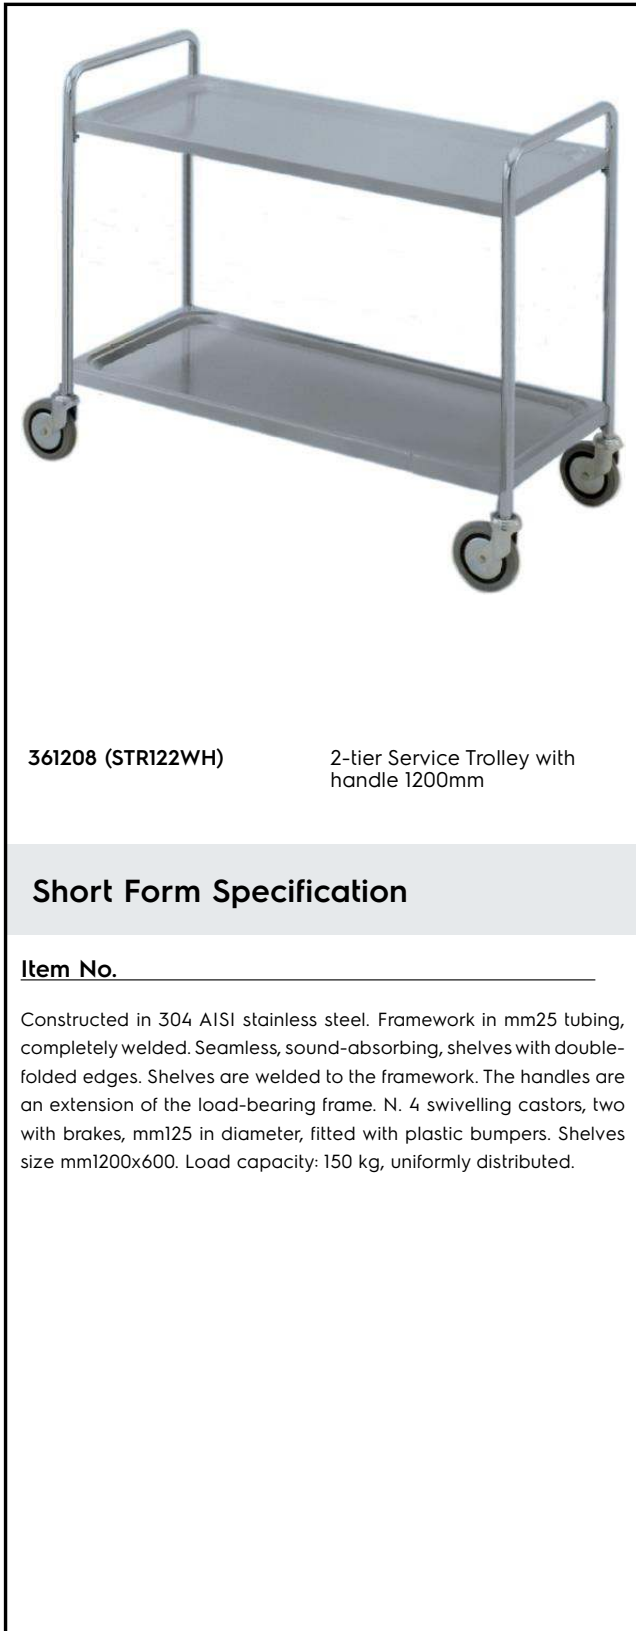 361208 (STR122WH)
2-tier Service Trolley with
handle 1200mm
Short Form Specification
Item No.
Constructed in 304 AISI stainless steel. Framework in mm25 tubing,
completely welded. Seamless, sound-absorbing, shelves with double-
folded edges. Shelves are welded to the framework. The handles are
an extension of the load-bearing frame. N. 4 swivelling castors, two
with brakes, mm125 in diameter, fitted with plastic bumpers. Shelves
size mm1200x600. Load capacity: 150 kg, uniformly distributed.